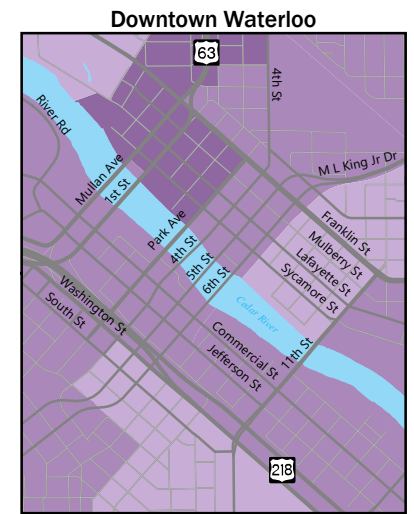 Downtown Waterloo
63
4th St
River Rd
M L King Jr Dr
Mullan Ave
1st St
Park Ave
4th St
5th St
6th St
Franklin St
Mulberry St
Lafayette St
Sycamore St
Cedar River
Washington St
South St
Commercial St
Jefferson St
11th St
218